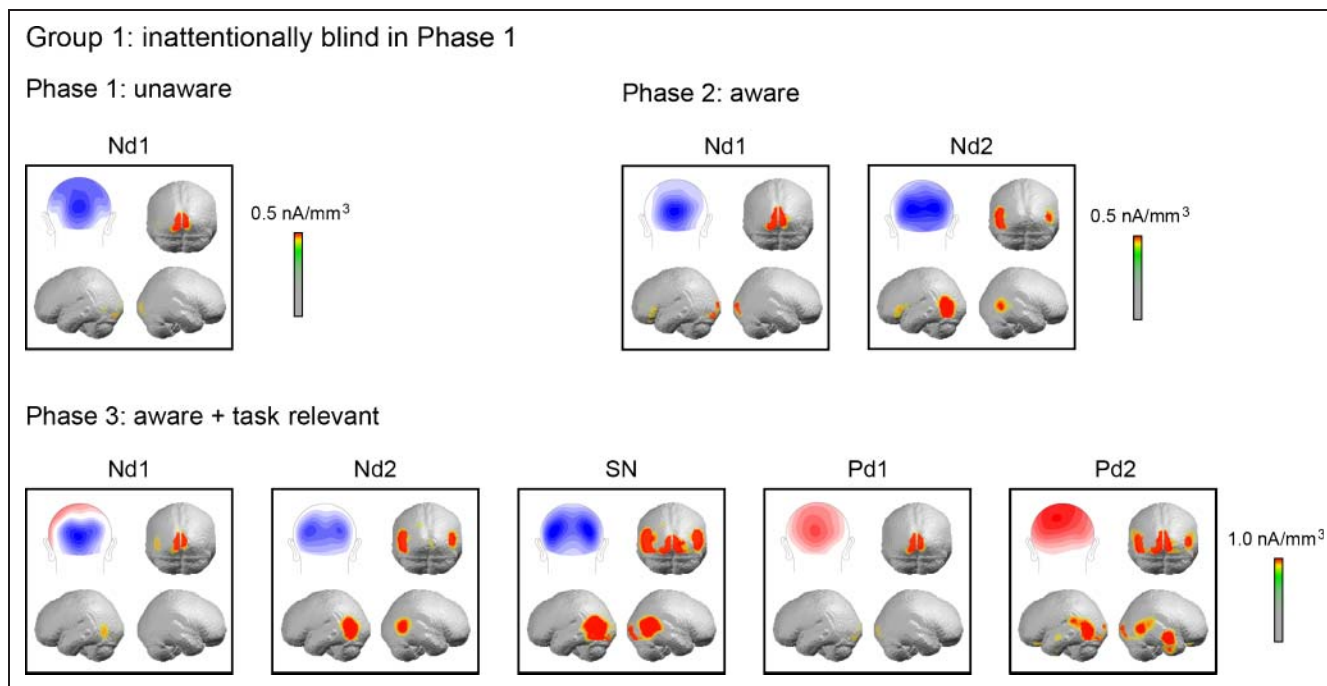 Group 1: inattentionally blind in Phase 1
Phase 1: unaware
Nd1
0.5 nA/mm³
Phase 2: aware
Nd1 Nd2
0.5 nA/mm³
Phase 3: aware + task relevant
Nd1 Nd2 SN Pd1 Pd2
1.0 nA/mm³